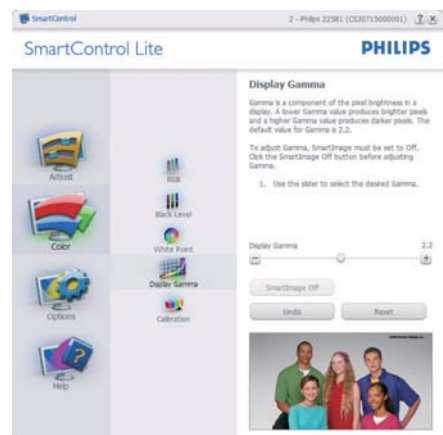 SmartControl
2 - Philips 225B1 (CS30715000001)
SmartControl Lite
PHILIPS
Adjust
Color
Options
Help
RGB
Black Level
White Point
Display Gamma
Calibration
Display Gamma
Gamma is a component of the pixel brightness in a
display. A lower Gamma value produces brighter pixels
and a higher Gamma value produces darker pixels. The
default value for Gamma is 2.2.
To adjust Gamma, SmartImage must be set to Off.
Click the SmartImage Off button before adjusting
Gamma.
1. Use the slider to select the desired Gamma.
Display Gamma
2.2
SmartImage Off
Undo
Reset